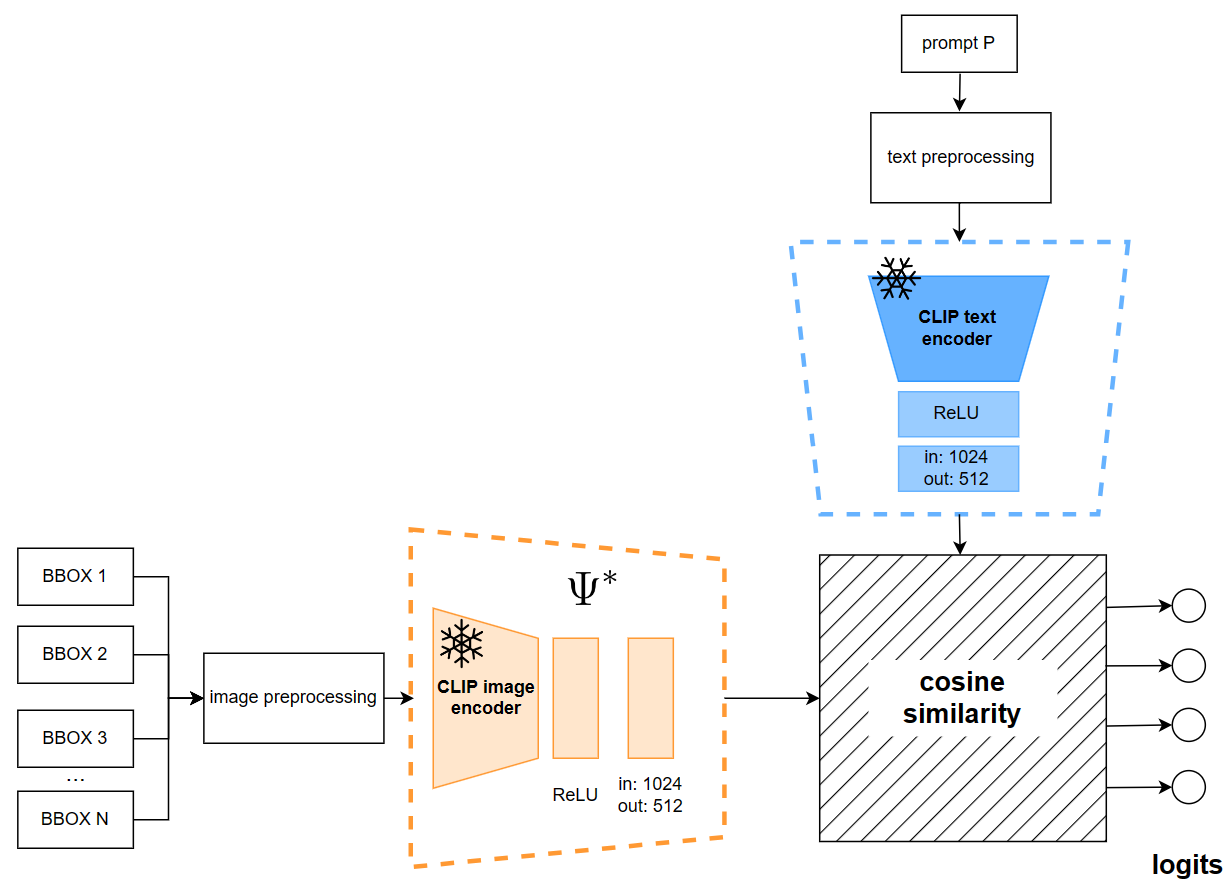 prompt P
text preprocessing
CLIP text
encoder
ReLU
in: 1024
out: 512
BBOX 1
BBOX 2
BBOX 3
...
BBOX N
image preprocessing
Ψ*
CLIP image
encoder
ReLU
in: 1024
out: 512
cosine
similarity
logits